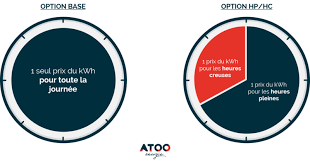 OPTION BASE
OPTION HP/HC
1 seul prix du kWh
pour toute la
journée
1 prix du kWh
pour les heures
creuses
1 prix du kWh
pour les heures
pleines
ATOO
énergie